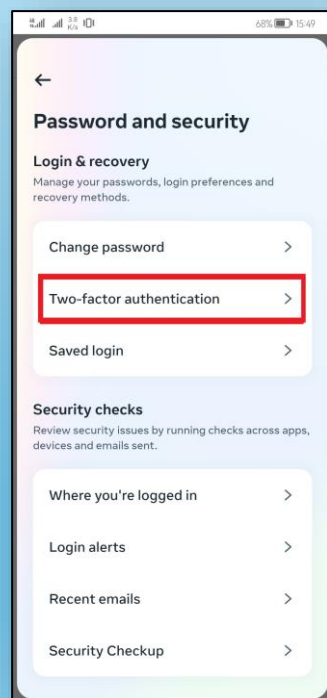 3.8
K/s
68% 15:49
Password and security
Login & recovery
Manage your passwords, login preferences and
recovery methods.
Change password
Two-factor authentication
Saved login
Security checks
Review security issues by running checks across apps,
devices and emails sent.
Where you're logged in
Login alerts
Recent emails
Security Checkup